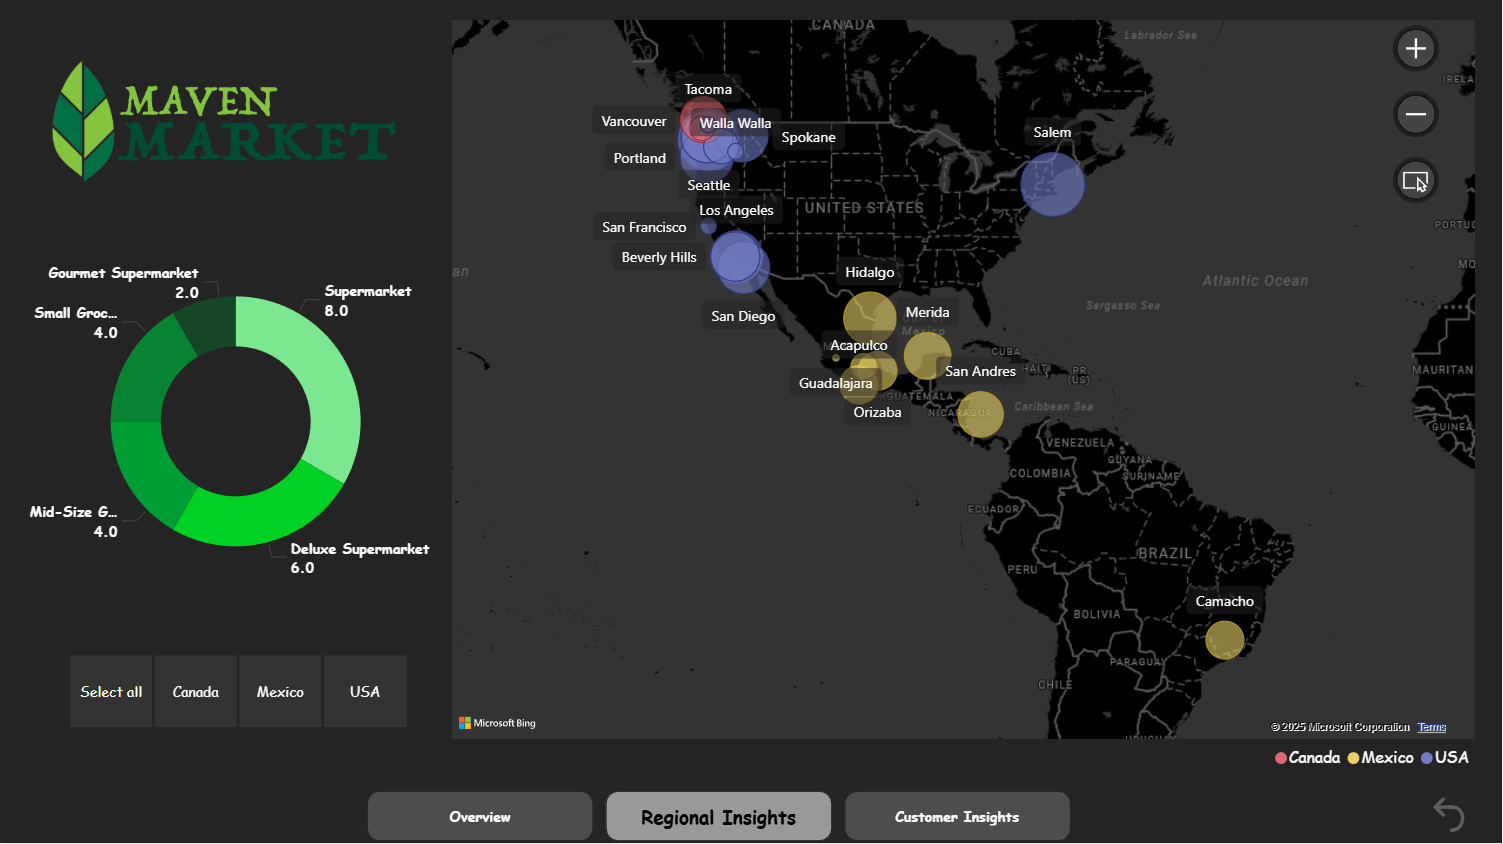 MAVEN
MARKET
Gourmet Supermarket
2.0
Supermarket
8.0
Small Groc...
4.0
Mid-Size G...
4.0
Deluxe Supermarket
6.0
Select all
Canada
Mexico
USA
CANADA
Labrador Sea
IRELA
Tacoma
Vancouver
Walla Walla
Spokane
Salem
Portland
Seattle
Los Angeles
UNITED STATES
San Francisco
PORTUG
Beverly Hills
an
MO
Hidalgo
Atlantic Ocean
San Diego
Merida
Sargasso Sea
Mexico
Acapulco
CUBA
San Andres
HAITI
PR
(US)
MAURITAN
Guadalajara
GUATEMALA
Orizaba
NICARAGUA
Caribbean Sea
GUINEA
VENEZUELA
GUYANA
COLOMBIA
SURINAME
ECUADOR
BRAZIL
PERU
Camacho
BOLIVIA
PARAGUAY
CHILE
Microsoft Bing
© 2025 Microsoft Corporation Terms
URUGUAY
Canada Mexico USA
Overview
Regional Insights
Customer Insights